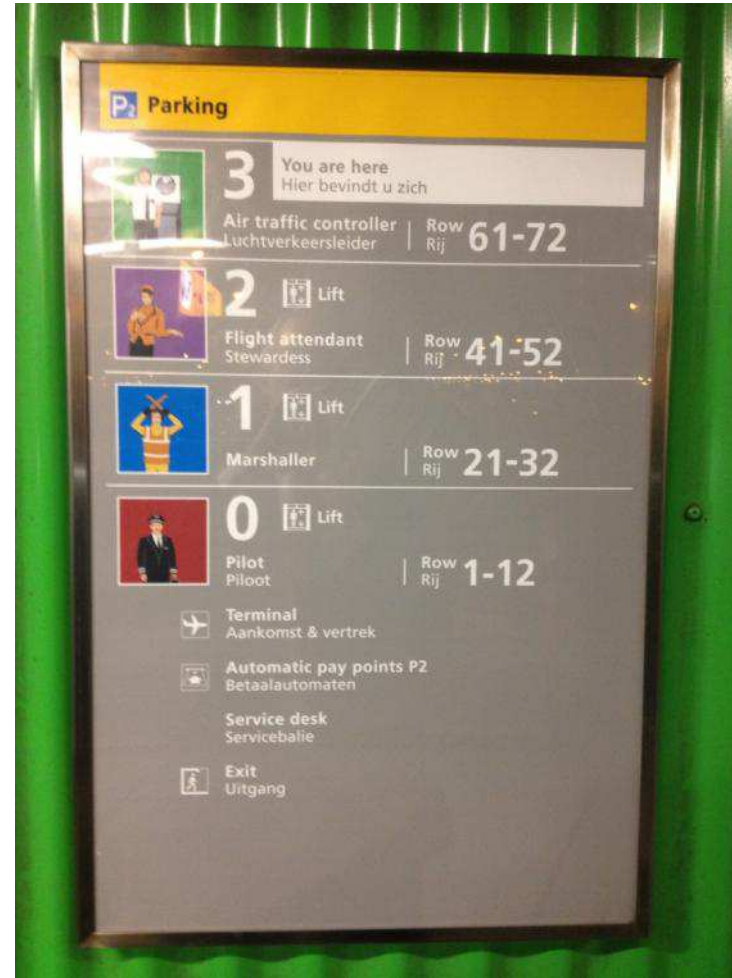 P2 Parking
3 You are here
Hier bevindt u zich
Air traffic controller | Row 61-72
Luchtverkeersleider Rij
2 Lift
Flight attendant | Row 41-52
Stewardess Rij
1 Lift
Marshaller | Row 21-32
Rij
0 Lift
Pilot | Row 1-12
Piloot Rij
Terminal
Aankomst & vertrek
Automatic pay points P2
Betaalautomaten
Service desk
Servicebalie
Exit
Uitgang